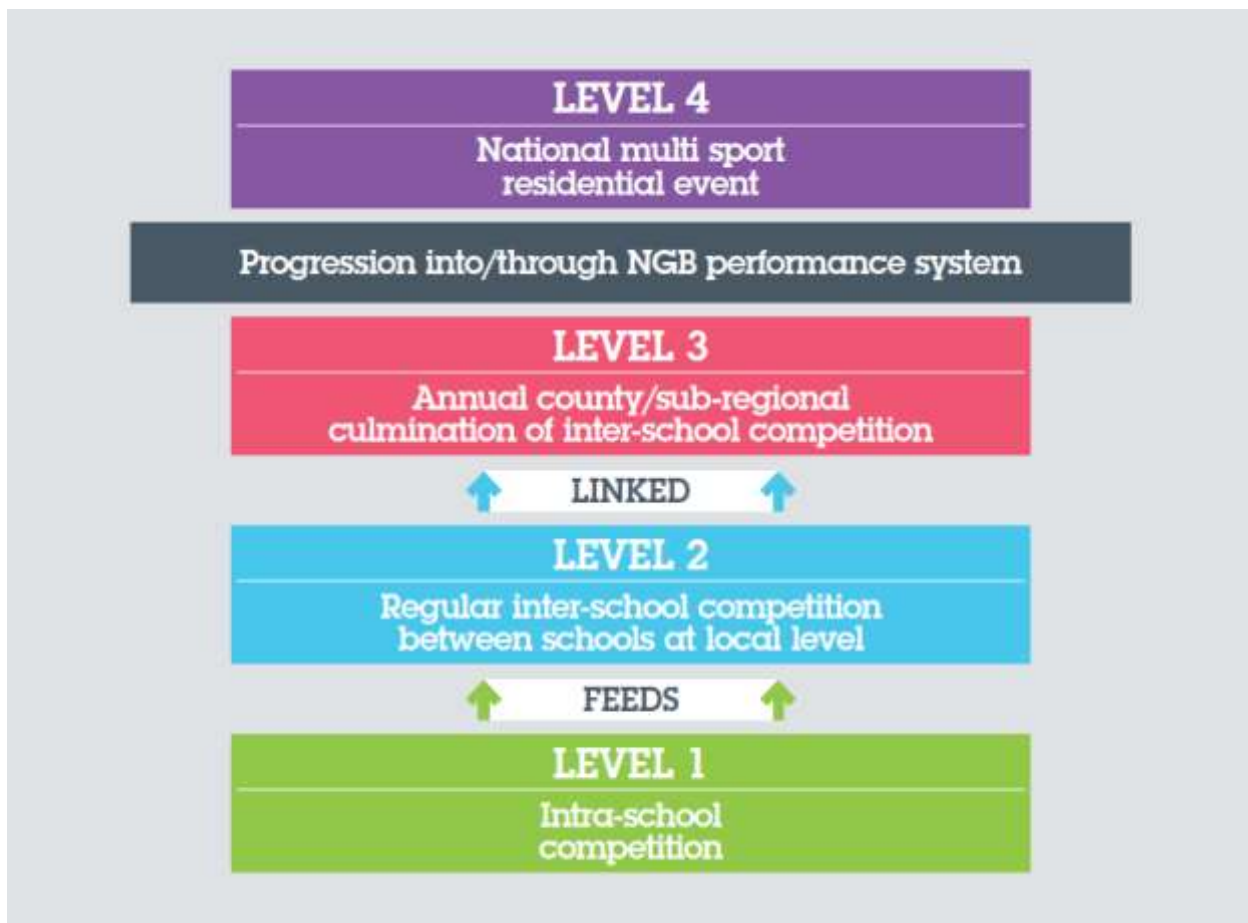 LEVEL 4
National multi sport
residential event
Progression into/through NGB performance system
LEVEL 3
Annual county/sub-regional
culmination of inter-school competition
LINKED
LEVEL 2
Regular inter-school competition
between schools at local level
FEEDS
LEVEL 1
Intra-school
competition